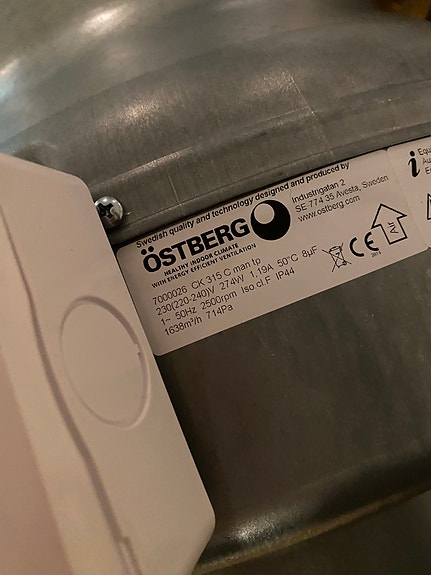 Swedish quality and technology designed and produced by
ÖSTBERG
HEALTHY INDOOR CLIMATE
WITH ENERGY EFFICIENT VENTILATION
Industrigatan 2
SE 774 35 Avesta, Sweden
www.ostberg.com
7000026 CK 315 C man tp
230(220-240)V 274W 1,19A 50°C 8µF
1~ 50Hz 2500rpm Iso cl F IP44
1638m³/h 714Pa
CE
Air
i